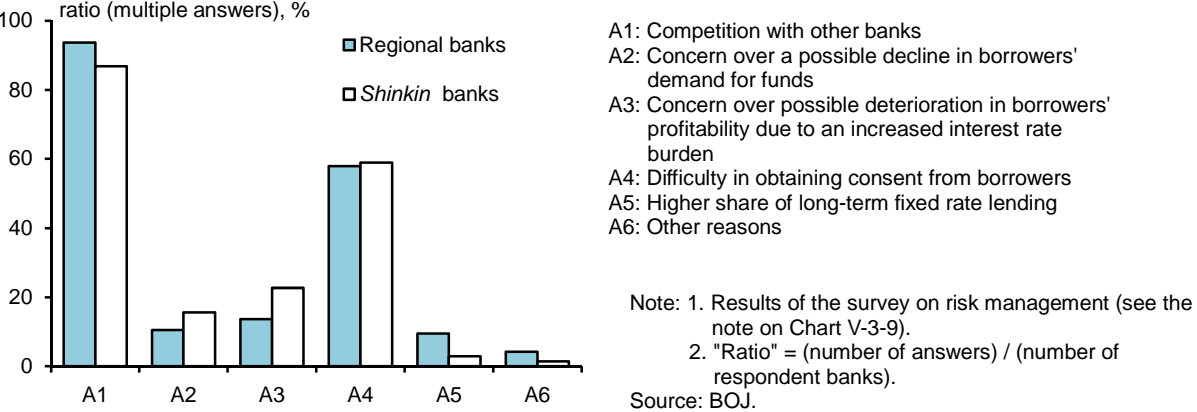 ratio (multiple answers), %
100
80
60
40
20
0
A1 A2 A3 A4 A5 A6
Regional banks
Shinkin banks
A1: Competition with other banks
A2: Concern over a possible decline in borrowers'
demand for funds
A3: Concern over possible deterioration in borrowers'
profitability due to an increased interest rate
burden
A4: Difficulty in obtaining consent from borrowers
A5: Higher share of long-term fixed rate lending
A6: Other reasons
Note: 1. Results of the survey on risk management (see the
note on Chart V-3-9).
2. "Ratio" = (number of answers) / (number of
respondent banks).
Source: BOJ.